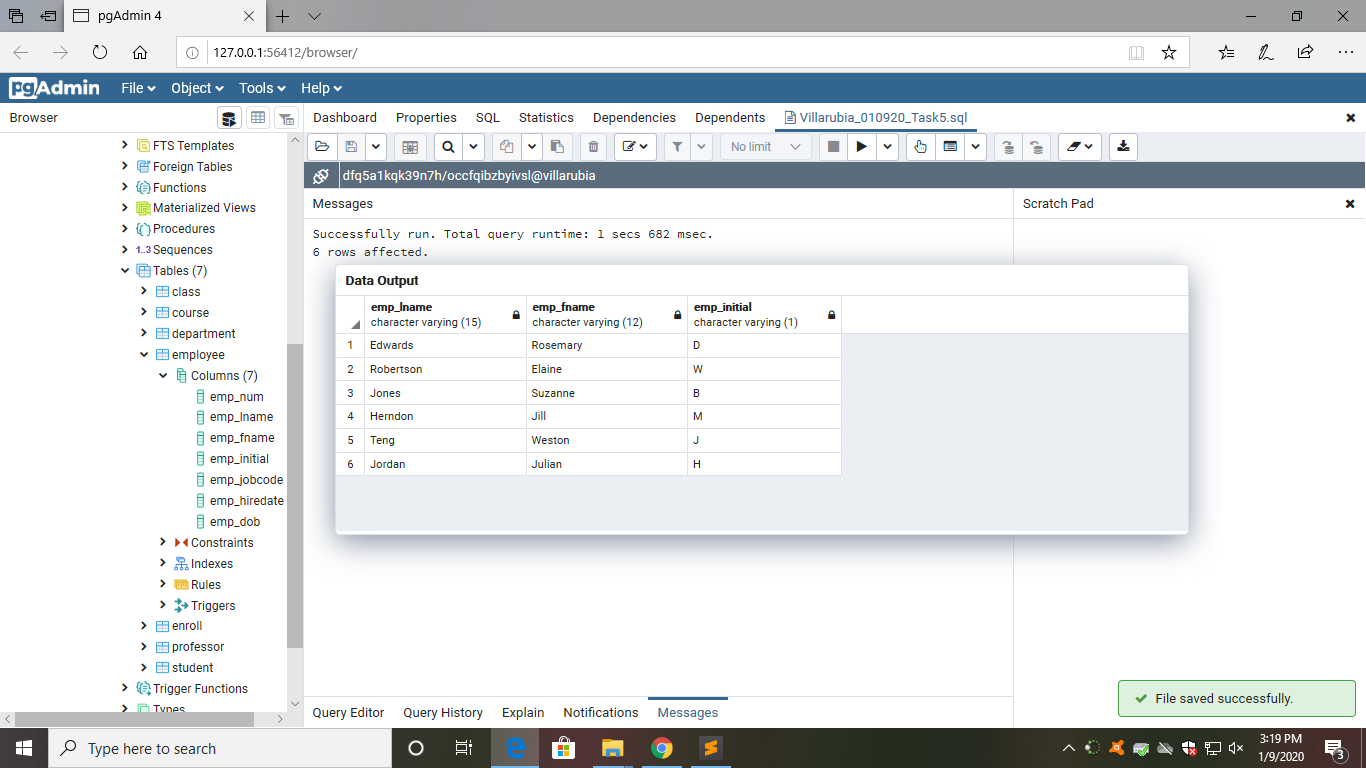 pgAdmin 4
127.0.0.1:56412/browser/
pgAdmin File Object Tools Help
Browser
Dashboard Properties SQL Statistics Dependencies Dependents Villarubia_010920_Task5.sql
No limit
dfq5a1kqk39n7h/occfqibzbyivsl@villarubia
FTS Templates
Foreign Tables
Functions
Materialized Views
Procedures
1..3 Sequences
Tables (7)
class
course
department
employee
Columns (7)
emp_num
emp_lname
emp_fname
emp_initial
emp_jobcode
emp_hiredate
emp_dob
Constraints
Indexes
Rules
Triggers
enroll
professor
student
Trigger Functions
Types
Messages
Successfully run. Total query runtime: 1 secs 682 msec.
6 rows affected.
Scratch Pad
Data Output
emp_lname emp_fname emp_initial
character varying (15) character varying (12) character varying (1)
1 Edwards Rosemary D
2 Robertson Elaine W
3 Jones Suzanne B
4 Herndon Jill M
5 Teng Weston J
6 Jordan Julian H
File saved successfully.
Query Editor Query History Explain Notifications Messages
Type here to search
3:19 PM
1/9/2020
3